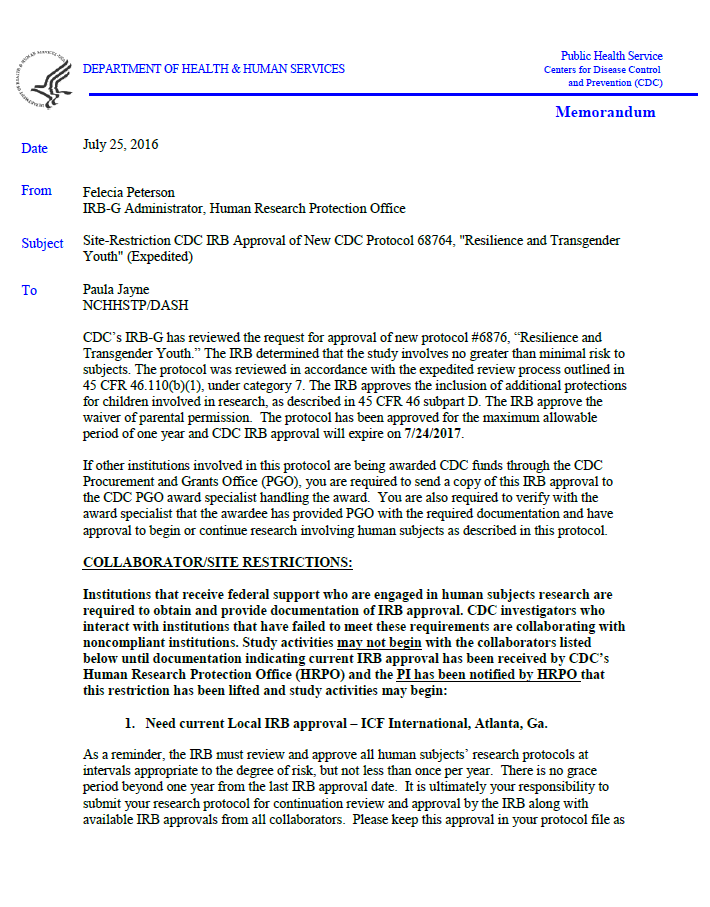 Public Health Service
DEPARTMENT OF HEALTH & HUMAN SERVICES
Centers for Disease Control
and Prevention (CDC)
Memorandum
Date
July 25, 2016
From
Felecia Peterson
IRB-G Administrator, Human Research Protection Office
Subject
Site-Restriction CDC IRB Approval of New CDC Protocol 68764, "Resilience and Transgender
Youth" (Expedited)
To
Paula Jayne
NCHHSTP/DASH
CDC’s IRB-G has reviewed the request for approval of new protocol #6876, “Resilience and
Transgender Youth.” The IRB determined that the study involves no greater than minimal risk to
subjects. The protocol was reviewed in accordance with the expedited review process outlined in
45 CFR 46.110(b)(1), under category 7. The IRB approves the inclusion of additional protections
for children involved in research, as described in 45 CFR 46 subpart D. The IRB approve the
waiver of parental permission.  The protocol has been approved for the maximum allowable
period of one year and CDC IRB approval will expire on 7/24/2017.
If other institutions involved in this protocol are being awarded CDC funds through the CDC
Procurement and Grants Office (PGO), you are required to send a copy of this IRB approval to
the CDC PGO award specialist handling the award.  You are also required to verify with the
award specialist that the awardee has provided PGO with the required documentation and have
approval to begin or continue research involving human subjects as described in this protocol.
COLLABORATOR/SITE RESTRICTIONS:
Institutions that receive federal support who are engaged in human subjects research are
required to obtain and provide documentation of IRB approval. CDC investigators who
interact with institutions that have failed to meet these requirements are collaborating with
noncompliant institutions. Study activities may not begin with the collaborators listed
below until documentation indicating current IRB approval has been received by CDC’s
Human Research Protection Office (HRPO) and the PI has been notified by HRPO that
this restriction has been lifted and study activities may begin:
1. Need current Local IRB approval – ICF International, Atlanta, Ga.
As a reminder, the IRB must review and approve all human subjects’ research protocols at
intervals appropriate to the degree of risk, but not less than once per year.  There is no grace
period beyond one year from the last IRB approval date.  It is ultimately your responsibility to
submit your research protocol for continuation review and approval by the IRB along with
available IRB approvals from all collaborators.  Please keep this approval in your protocol file as